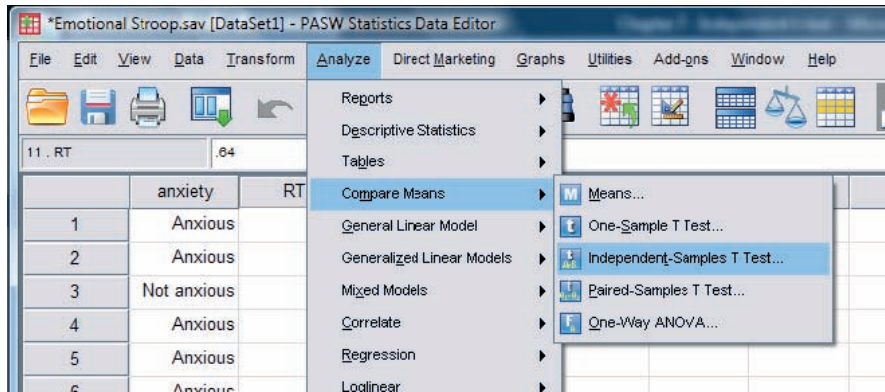 *Emotional Stroop.sav [DataSet1] - PASW Statistics Data Editor
File Edit View Data Transform Analyze Direct Marketing Graphs Utilities Add-ons Window Help
11 . RT .64
Reports
Descriptive Statistics
Tables
Compare Means
General Linear Model
Generalized Linear Models
Mixed Models
Correlate
Regression
Loglinear
Means...
One-Sample T Test...
Independent-Samples T Test...
Paired-Samples T Test...
One-Way ANOVA...
anxiety RT
1 Anxious
2 Anxious
3 Not anxious
4 Anxious
5 Anxious
6 Anxious